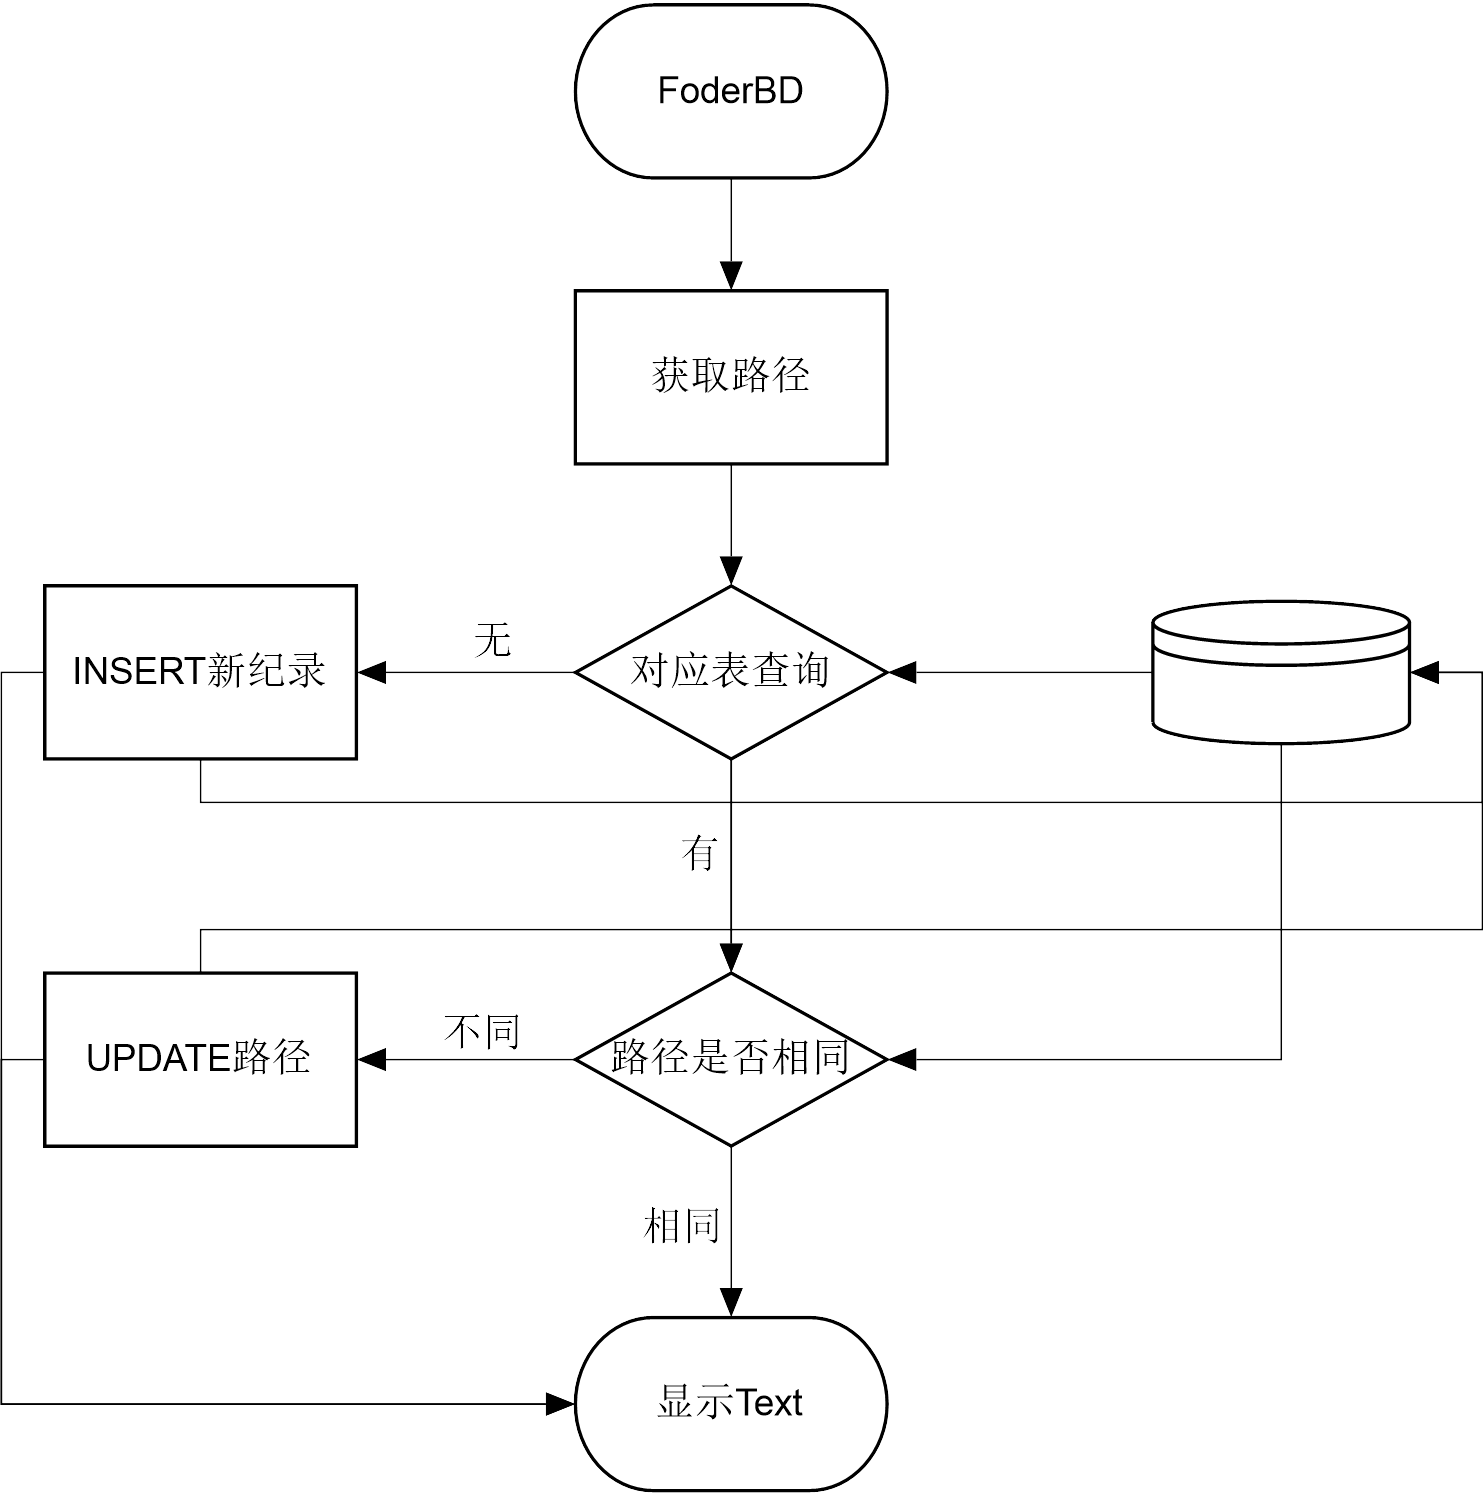 FoderBD
获取路径
无
INSERT新纪录
对应表查询
有
不同
UPDATE路径
路径是否相同
相同
显示Text